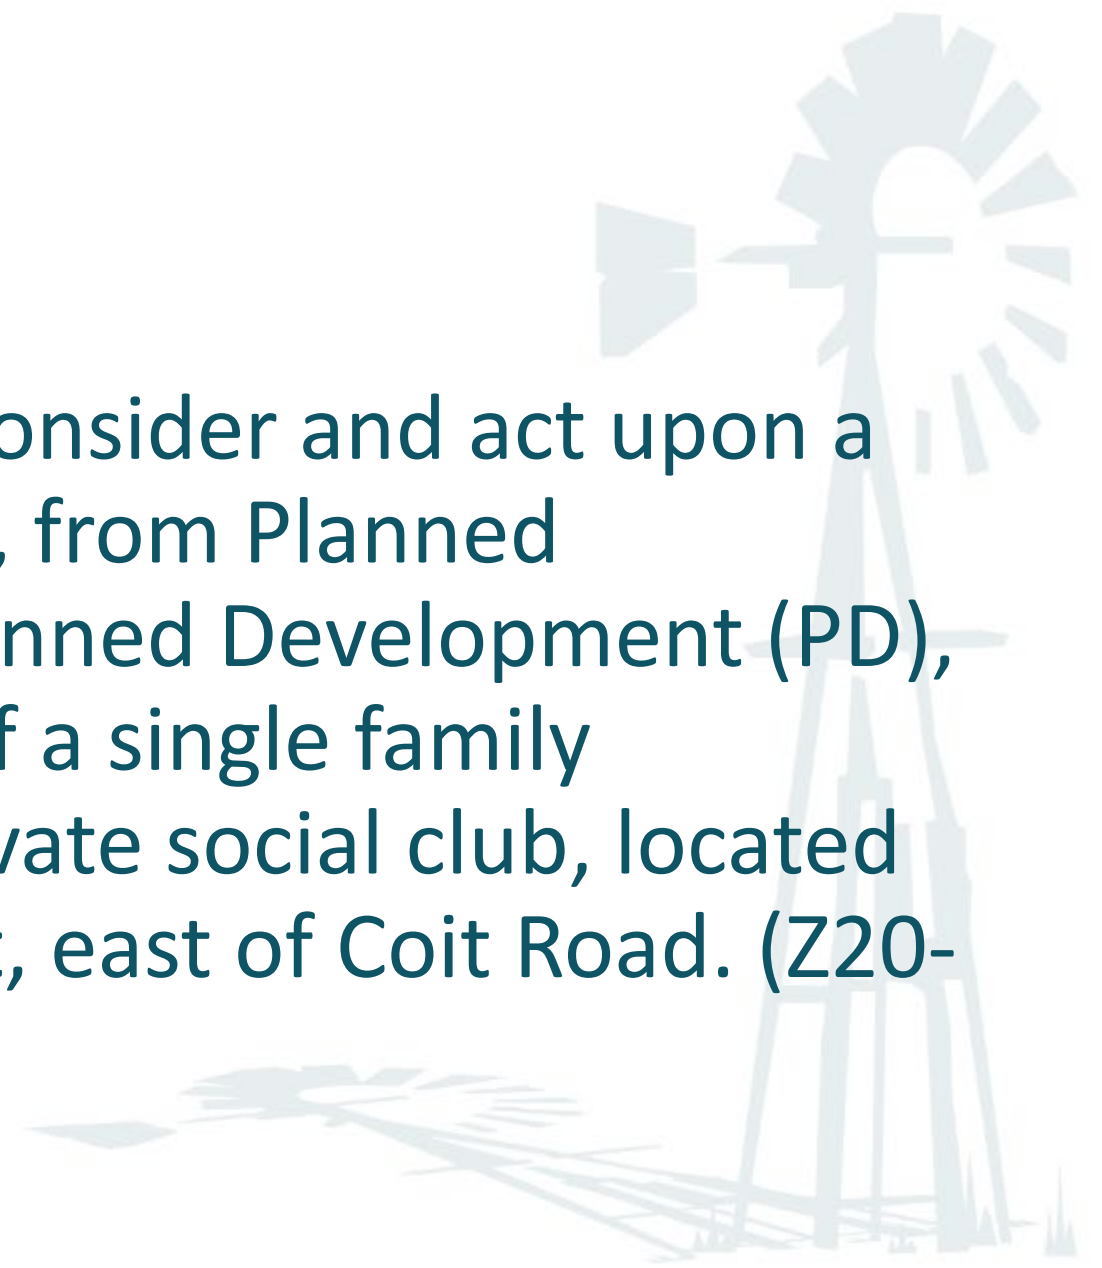 onsider and act upon a
, from Planned
nned Development (PD),
f a single family
vate social club, located
, east of Coit Road. (Z20-